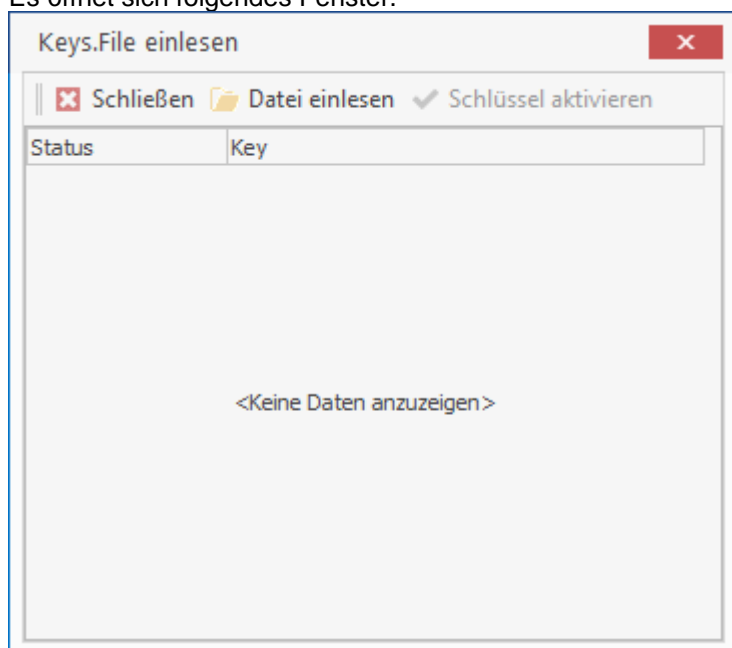 Es öffnet sich folgendes Fenster:
Keys.File einlesen
Schließen Datei einlesen Schlüssel aktivieren
Status Key
<Keine Daten anzuzeigen>